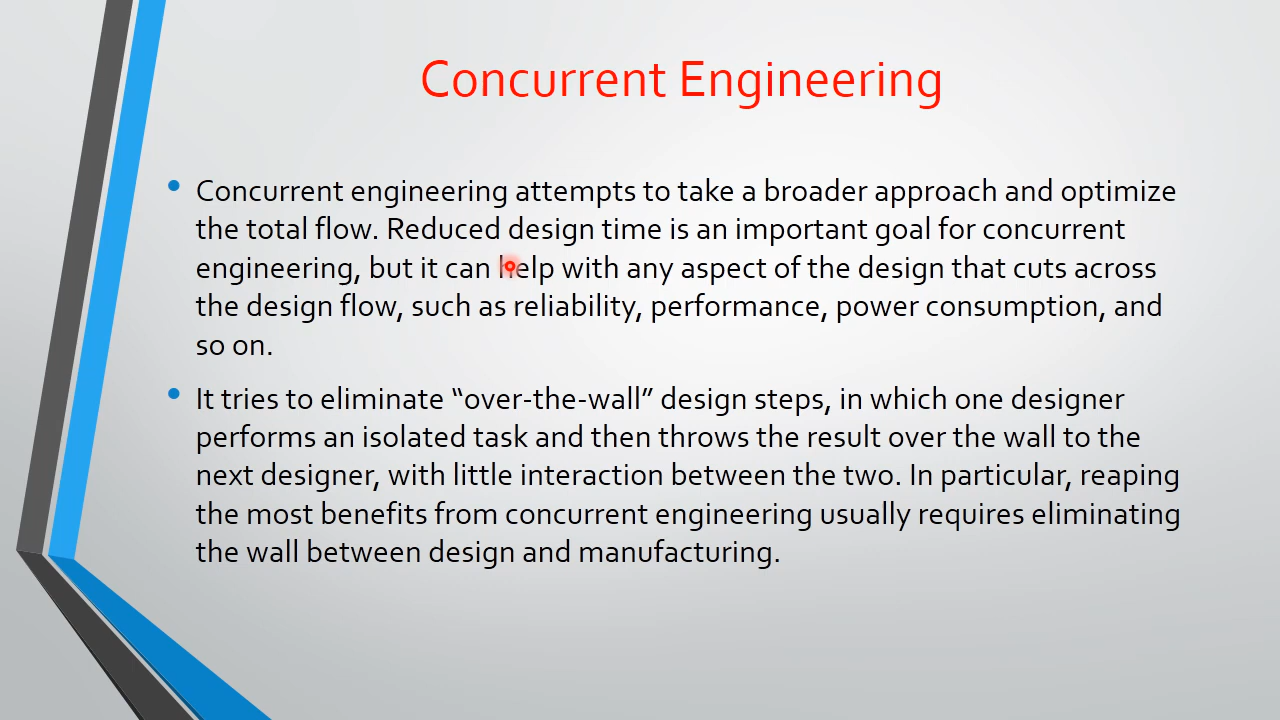 Concurrent Engineering
• Concurrent engineering attempts to take a broader approach and optimize
the total flow. Reduced design time is an important goal for concurrent
engineering, but it can help with any aspect of the design that cuts across
the design flow, such as reliability, performance, power consumption, and
so on.
• It tries to eliminate “over-the-wall” design steps, in which one designer
performs an isolated task and then throws the result over the wall to the
next designer, with little interaction between the two. In particular, reaping
the most benefits from concurrent engineering usually requires eliminating
the wall between design and manufacturing.